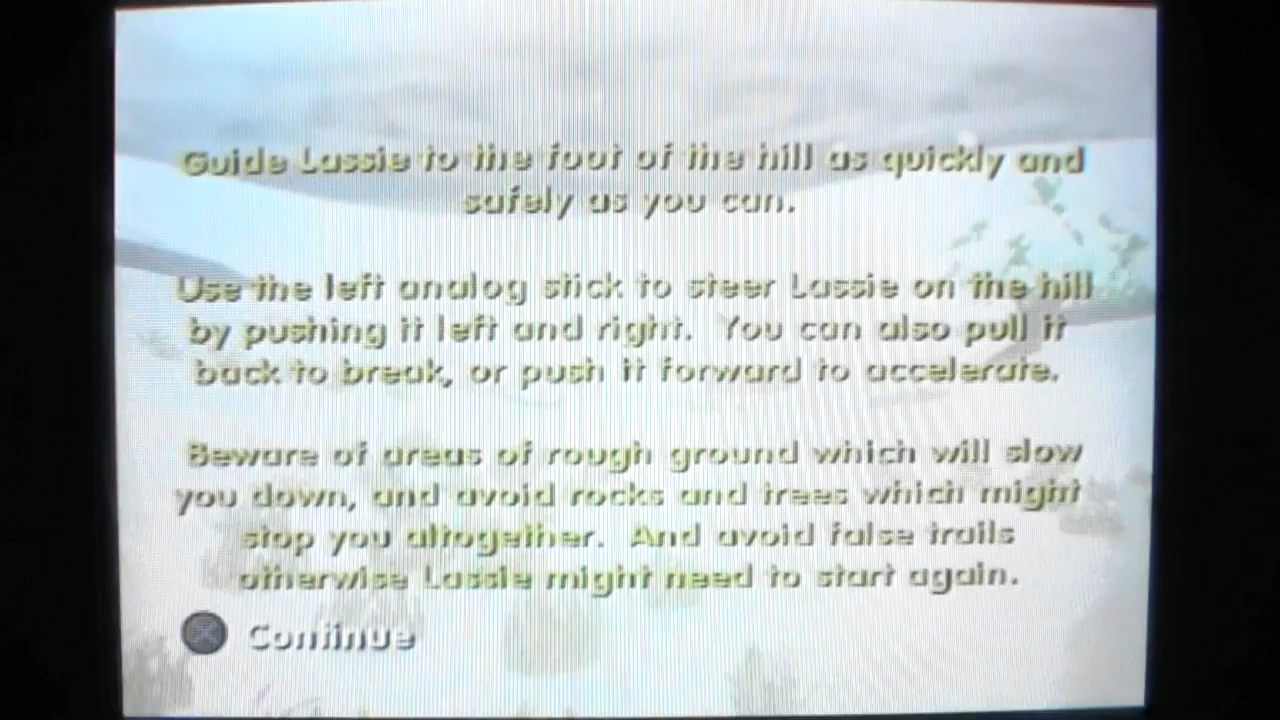 Guide Lassie to the foot of the hill as quickly and
safely as you can.
Use the left analog stick to steer Lassie on the hill
by pushing it left and right. You can also pull it
back to break, or push it forward to accelerate.
Beware of areas of rough ground which will slow
you down, and avoid rocks and trees which might
stop you altogether. And avoid false trails
otherwise Lassie might need to start again.
Continue